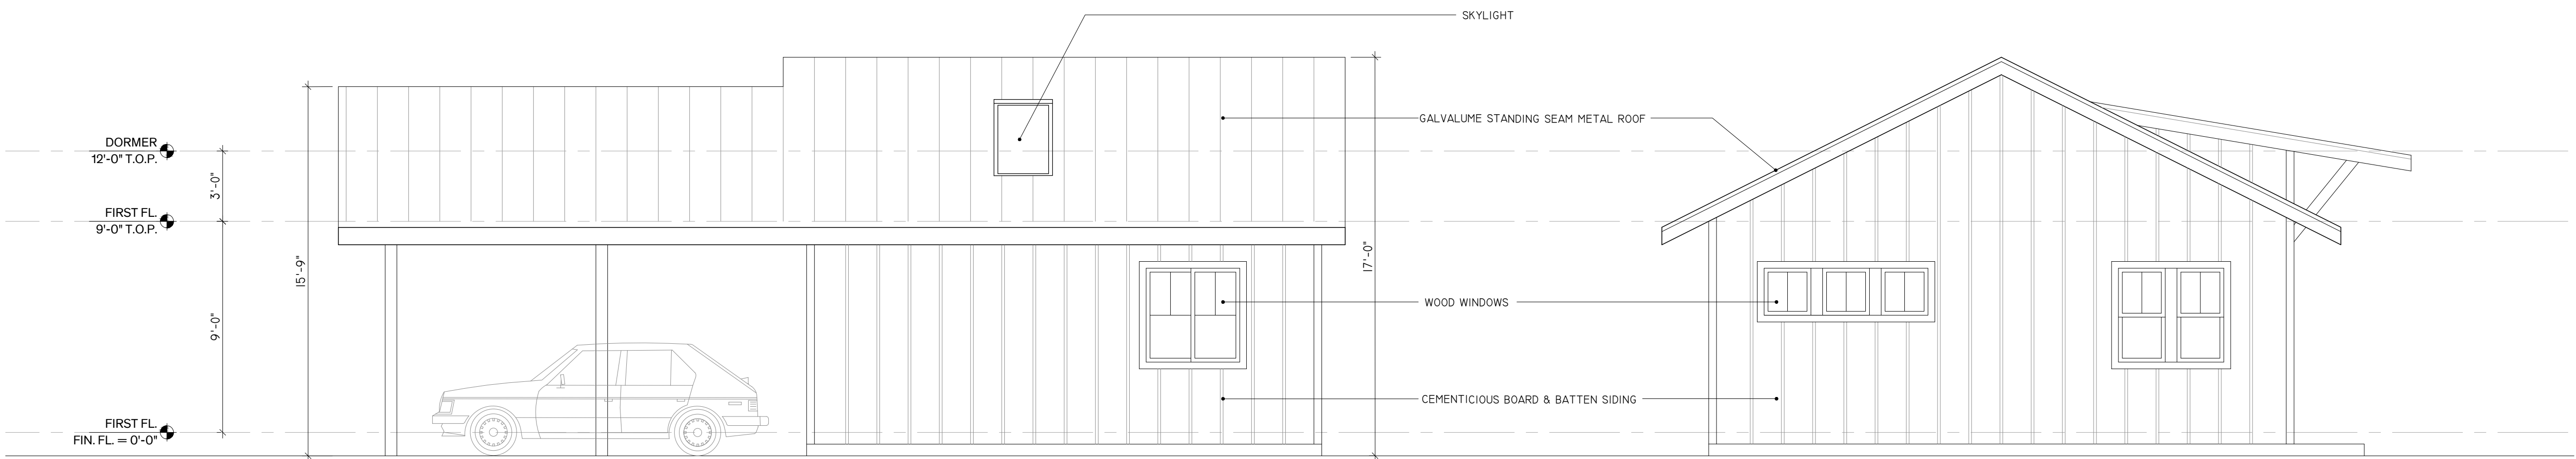 SKYLIGHT
GALVALUME STANDING SEAM METAL ROOF
DORMER
12'-0" T.O.P.
3'-0"
FIRST FL.
9'-0" T.O.P.
15'-9"
17'-0"
9'-0"
WOOD WINDOWS
CEMENTICIOUS BOARD & BATTEN SIDING
FIRST FL.
FIN. FL. = 0'-0"